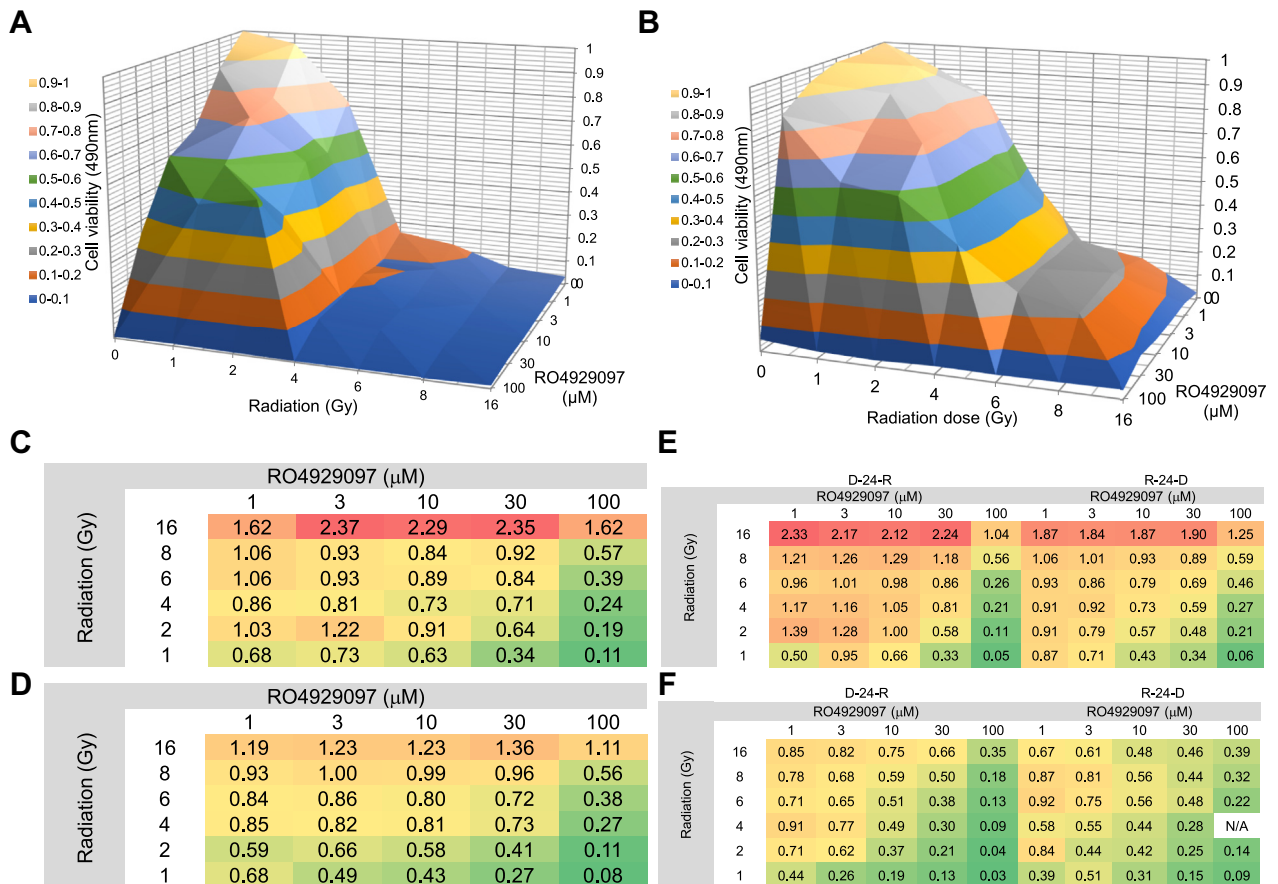 A
0.9-1
0.8-0.9
0.7-0.8
0.6-0.7
0.5-0.6
0.4-0.5
0.3-0.4
0.2-0.3
0.1-0.2
0-0.1
Cell viability (490nm)
1
0.9
0.8
0.7
0.6
0.5
0.4
0.3
0.2
0.1
0
0
1
3
10
30
100
RO4929097
(μM)
0
1
2
4
6
8
16
Radiation (Gy)
B
0.9-1
0.8-0.9
0.7-0.8
0.6-0.7
0.5-0.6
0.4-0.5
0.3-0.4
0.2-0.3
0.1-0.2
0-0.1
Cell viability (490nm)
1
0.9
0.8
0.7
0.6
0.5
0.4
0.3
0.2
0.1
0
0
1
3
10
30
100
RO4929097
(μM)
0
1
2
4
6
8
16
Radiation dose (Gy)
C
RO4929097 (μM)
Radiation (Gy)
1 3 10 30 100
16 1.62 2.37 2.29 2.35 1.62
8 1.06 0.93 0.84 0.92 0.57
6 1.06 0.93 0.89 0.84 0.39
4 0.86 0.81 0.73 0.71 0.24
2 1.03 1.22 0.91 0.64 0.19
1 0.68 0.73 0.63 0.34 0.11
D
RO4929097 (μM)
Radiation (Gy)
1 3 10 30 100
16 1.19 1.23 1.23 1.36 1.11
8 0.93 1.00 0.99 0.96 0.56
6 0.84 0.86 0.80 0.72 0.38
4 0.85 0.82 0.81 0.73 0.27
2 0.59 0.66 0.58 0.41 0.11
1 0.68 0.49 0.43 0.27 0.08
E
D-24-R R-24-D
RO4929097 (μM) RO4929097 (μM)
Radiation (Gy)
1 3 10 30 100 1 3 10 30 100
16 2.33 2.17 2.12 2.24 1.04 1.87 1.84 1.87 1.90 1.25
8 1.21 1.26 1.29 1.18 0.56 1.06 1.01 0.93 0.89 0.59
6 0.96 1.01 0.98 0.86 0.26 0.93 0.86 0.79 0.69 0.46
4 1.17 1.16 1.05 0.81 0.21 0.91 0.92 0.73 0.59 0.27
2 1.39 1.28 1.00 0.58 0.11 0.91 0.79 0.57 0.48 0.21
1 0.50 0.95 0.66 0.33 0.05 0.87 0.71 0.43 0.34 0.06
F
D-24-R R-24-D
RO4929097 (μM) RO4929097 (μM)
Radiation (Gy)
1 3 10 30 100 1 3 10 30 100
16 0.85 0.82 0.75 0.66 0.35 0.67 0.61 0.48 0.46 0.39
8 0.78 0.68 0.59 0.50 0.18 0.87 0.81 0.56 0.44 0.32
6 0.71 0.65 0.51 0.38 0.13 0.92 0.75 0.56 0.48 0.22
4 0.91 0.77 0.49 0.30 0.09 0.58 0.55 0.44 0.28 N/A
2 0.71 0.62 0.37 0.21 0.04 0.84 0.44 0.42 0.25 0.14
1 0.44 0.26 0.19 0.13 0.03 0.39 0.51 0.31 0.15 0.09